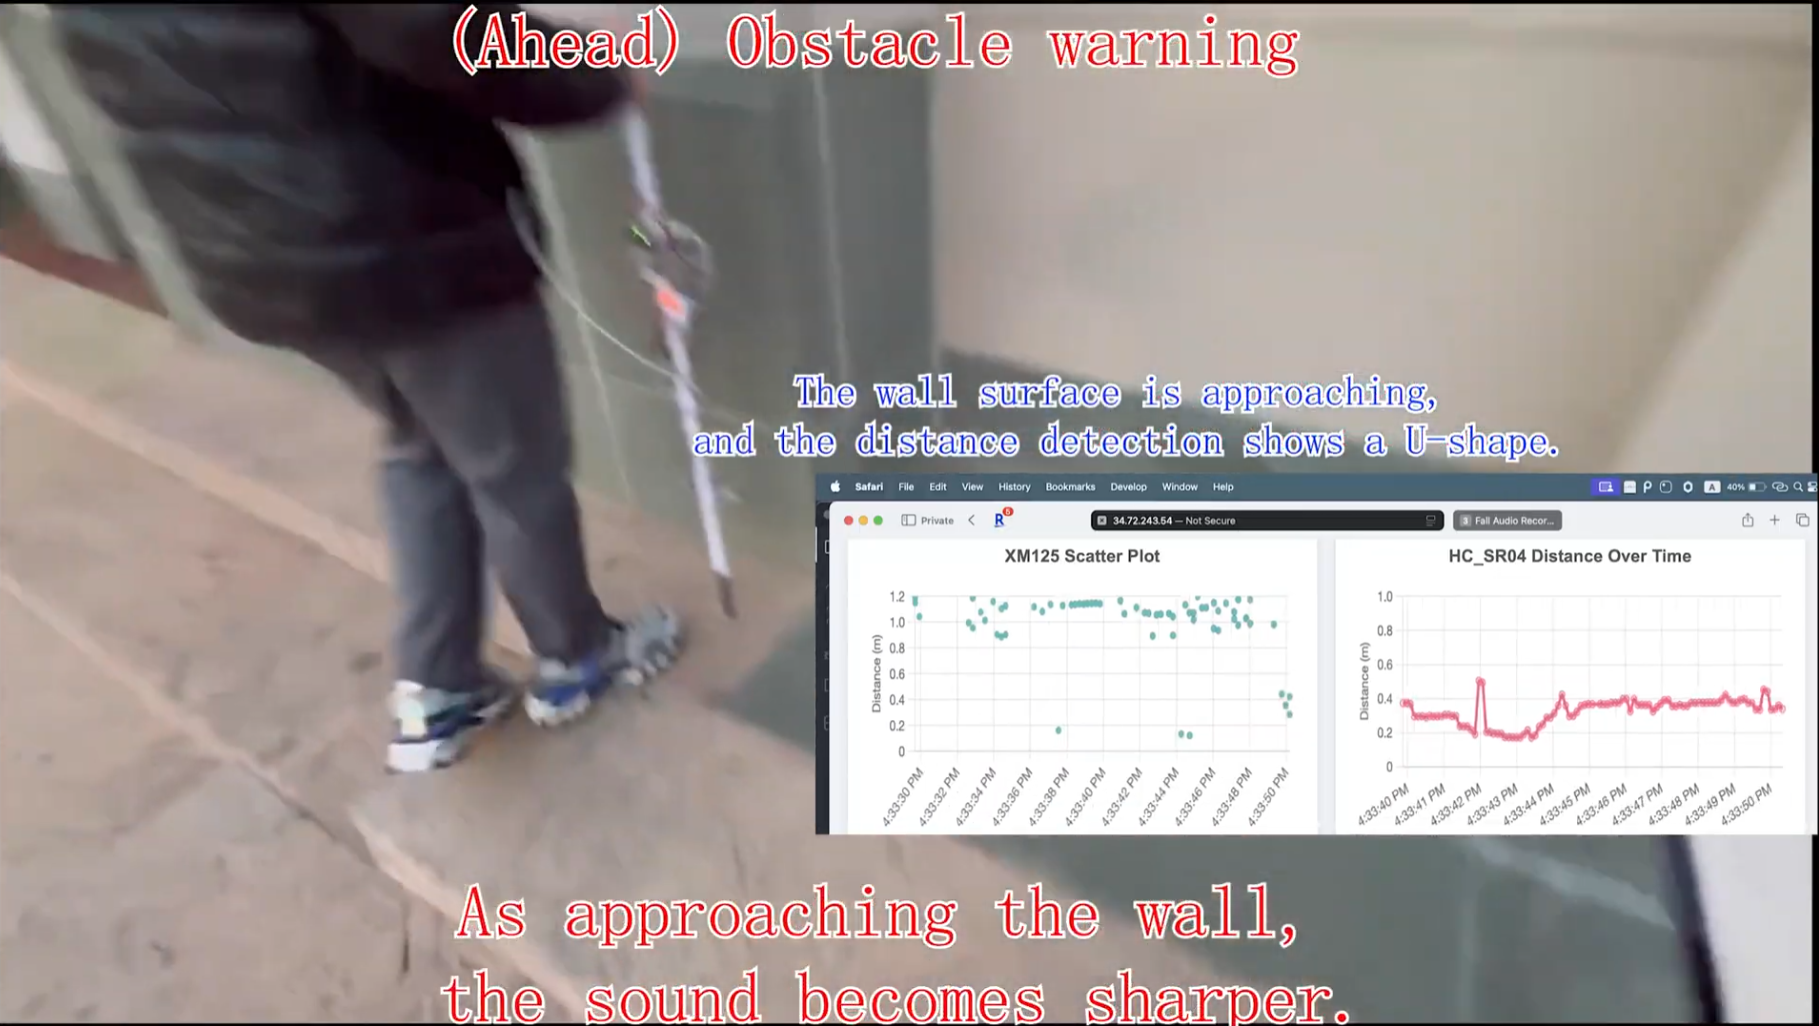 (Ahead) Obstacle warning
The wall surface is approaching,
and the distance detection shows a U-shape.
Safari File Edit View History Bookmarks Develop Window Help
A 40%
Private
R 6
34.72.243.54 — Not Secure
3 Fall Audio Recor...
XM125 Scatter Plot
Distance (m)
1.2
1.0
0.8
0.6
0.4
0.2
0
4:33:30 PM
4:33:32 PM
4:33:34 PM
4:33:36 PM
4:33:38 PM
4:33:40 PM
4:33:42 PM
4:33:44 PM
4:33:46 PM
4:33:48 PM
4:33:50 PM
HC_SR04 Distance Over Time
Distance (m)
1.0
0.8
0.6
0.4
0.2
0
4:33:40 PM
4:33:41 PM
4:33:42 PM
4:33:43 PM
4:33:44 PM
4:33:45 PM
4:33:46 PM
4:33:47 PM
4:33:48 PM
4:33:49 PM
4:33:50 PM
As approaching the wall,
the sound becomes sharper.